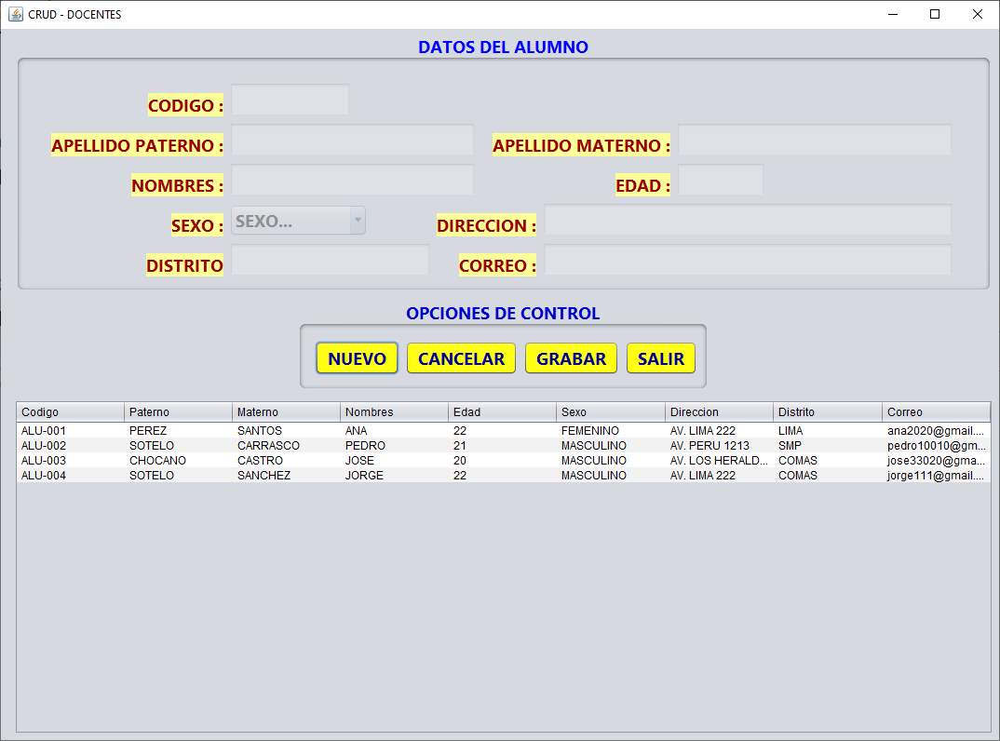 CRUD - DOCENTES
DATOS DEL ALUMNO
CODIGO :
APELLIDO PATERNO : APELLIDO MATERNO :
NOMBRES : EDAD :
SEXO : SEXO... DIRECCION :
DISTRITO CORREO :
OPCIONES DE CONTROL
NUEVO CANCELAR GRABAR SALIR
Codigo Paterno Materno Nombres Edad Sexo Direccion Distrito Correo
ALU-001 PEREZ SANTOS ANA 22 FEMENINO AV. LIMA 222 LIMA ana2020@gmail....
ALU-002 SOTELO CARRASCO PEDRO 21 MASCULINO AV. PERU 1213 SMP pedro10010@gm...
ALU-003 CHOCANO CASTRO JOSE 20 MASCULINO AV. LOS HERALD... COMAS jose33020@gma...
ALU-004 SOTELO SANCHEZ JORGE 22 MASCULINO AV. LIMA 222 COMAS jorge111@gmail....